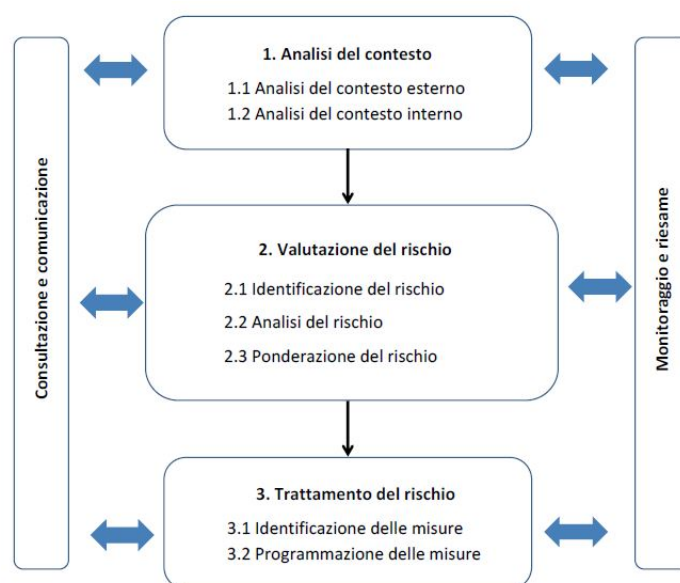 Consultazione e comunicazione
1. Analisi del contesto
1.1 Analisi del contesto esterno
1.2 Analisi del contesto interno
2. Valutazione del rischio
2.1 Identificazione del rischio
2.2 Analisi del rischio
2.3 Ponderazione del rischio
3. Trattamento del rischio
3.1 Identificazione delle misure
3.2 Programmazione delle misure
Monitoraggio e riesame